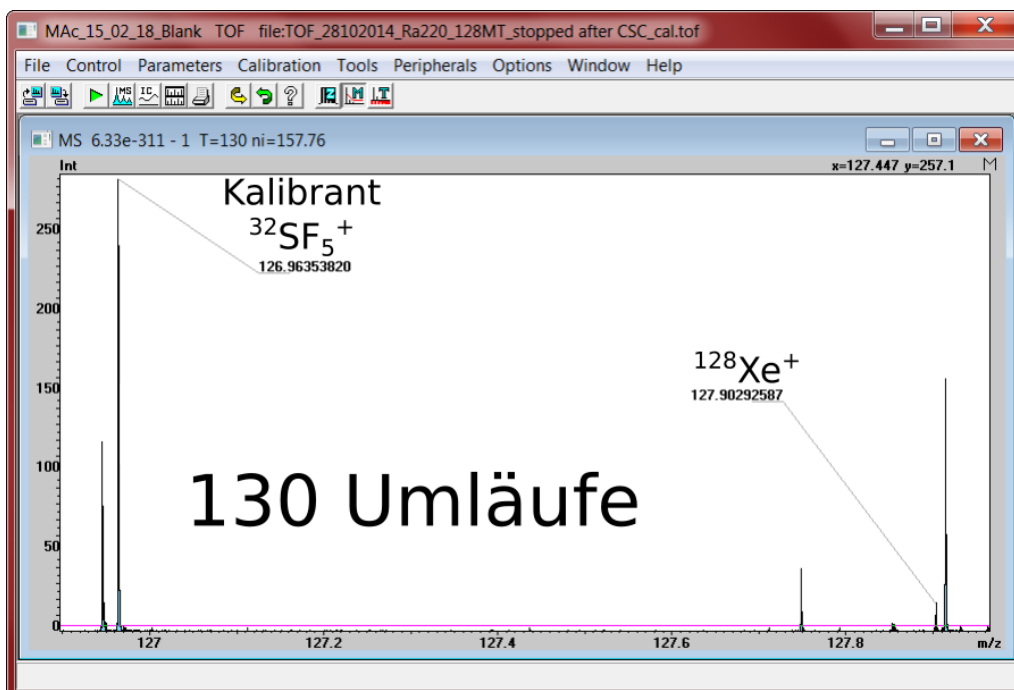 MAc_15_02_18_Blank TOF file:TOF_28102014_Ra220_128MT_stopped after CSC_cal.tof
File Control Parameters Calibration Tools Peripherals Options Window Help
MS 6.33e-311 - 1 T=130 ni=157.76
Int
x=127.447 y=257.1 M
Kalibrant
³²SF₅⁺
126.96353820
250
200
150
100
50
0
¹²⁸Xe⁺
127.90292587
130 Umläufe
127 127.2 127.4 127.6 127.8 m/z